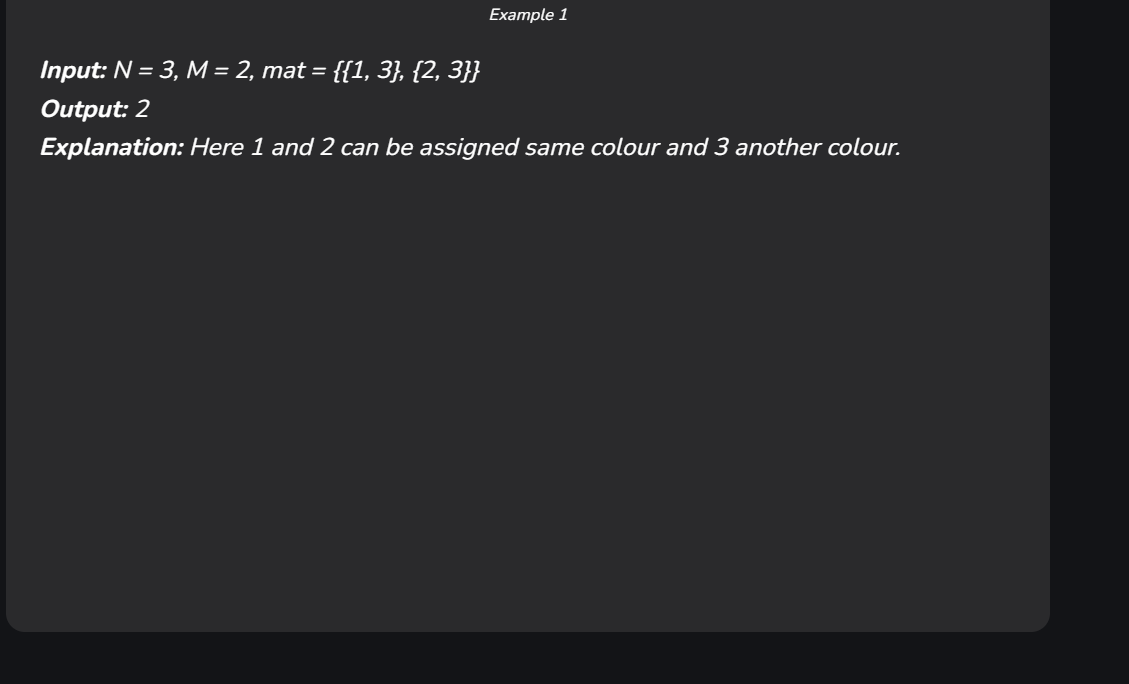 Example 1
Input: N = 3, M = 2, mat = {{1, 3}, {2, 3}}
Output: 2
Explanation: Here 1 and 2 can be assigned same colour and 3 another colour.